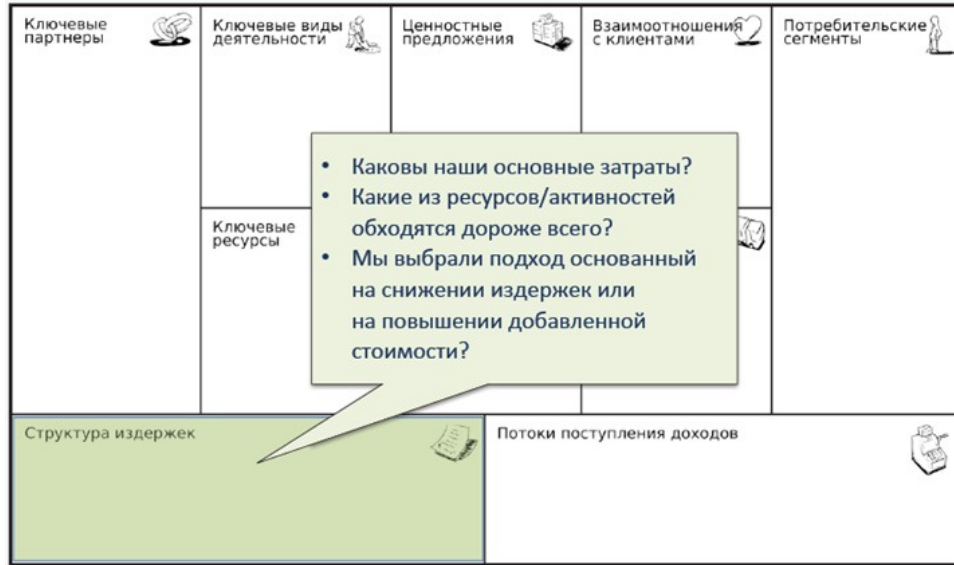 Ключевые
партнеры
Ключевые виды
деятельности
Ценностные
предложения
Взаимоотношения
с клиентами
Потребительские
сегменты
Ключевые
ресурсы
• Каковы наши основные затраты?
• Какие из ресурсов/активностей
обходятся дороже всего?
• Мы выбрали подход основанный
на снижении издержек или
на повышении добавленной
стоимости?
Структура издержек
Потоки поступления доходов